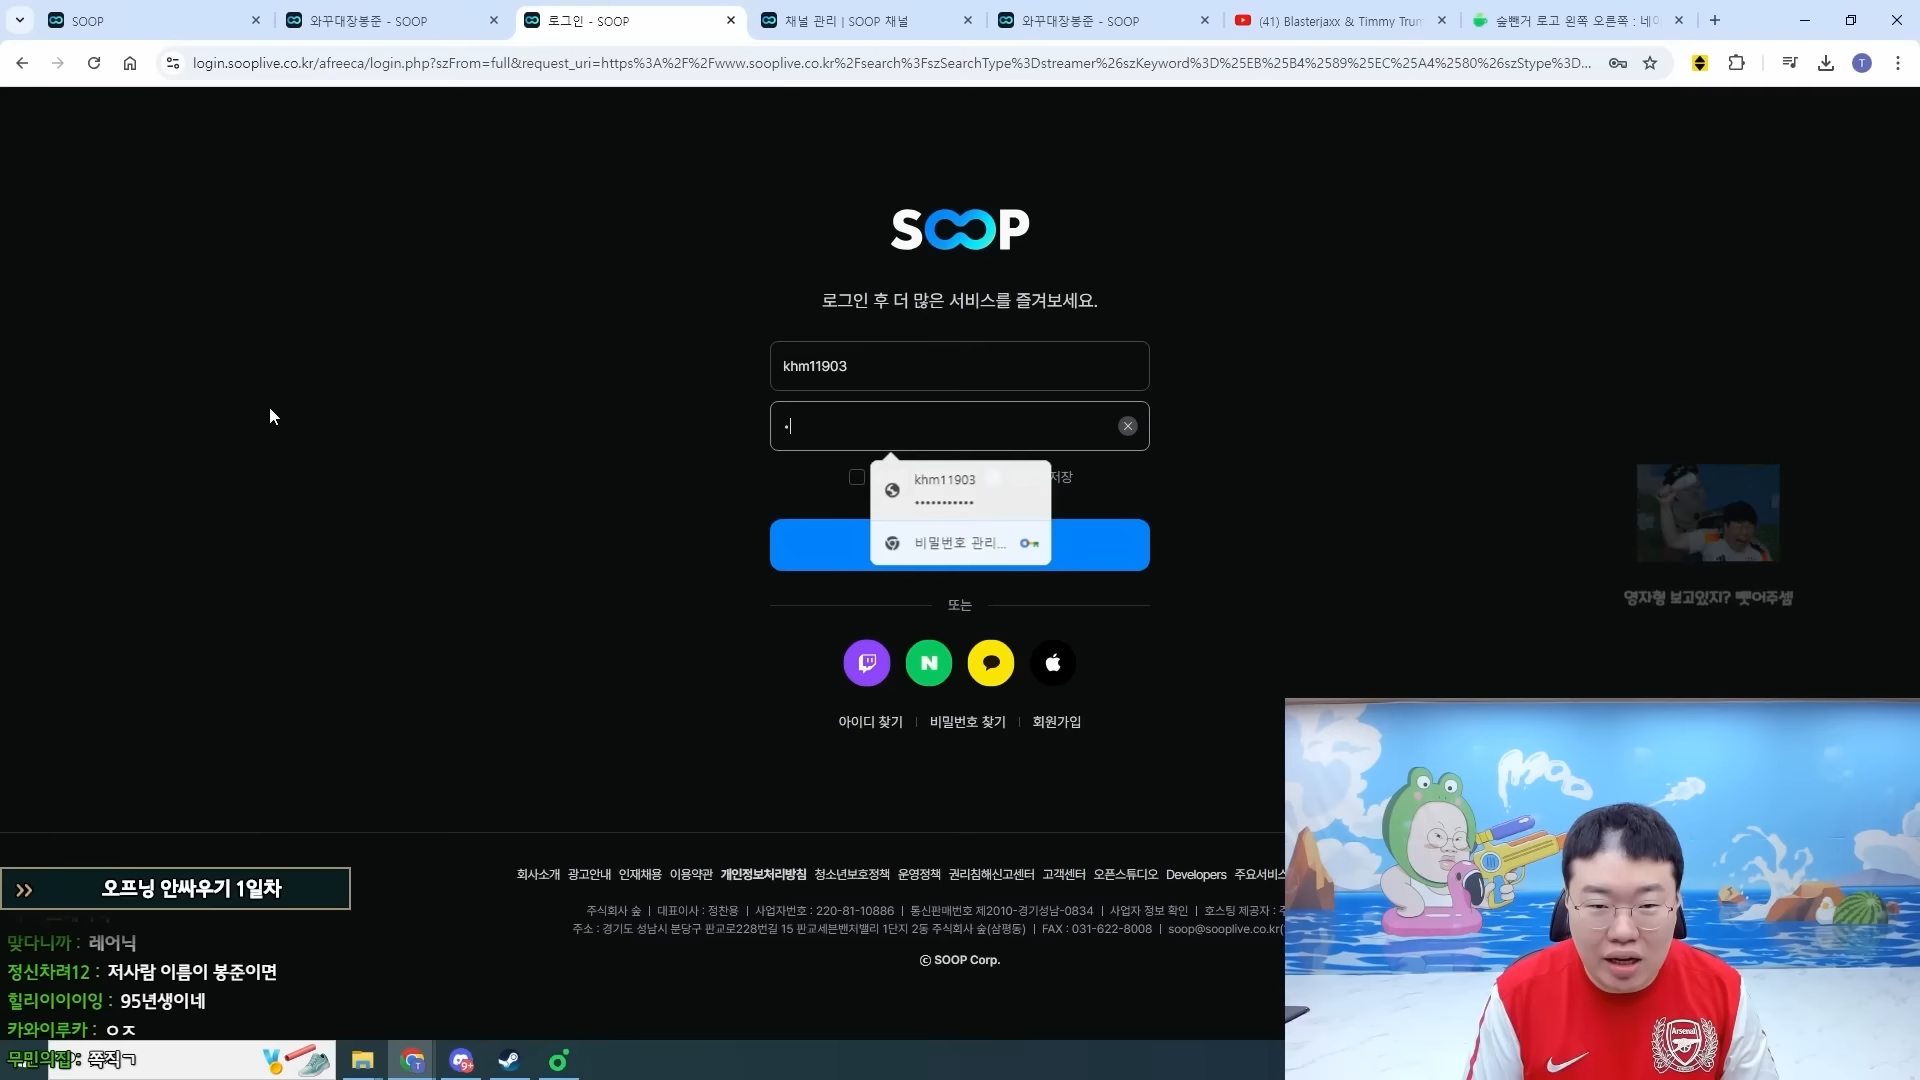 SOOP
와꾸대장봉준 - SOOP
로그인 - SOOP
채널 관리 | SOOP 채널
와꾸대장봉준 - SOOP
(41) Blasterjaxx & Timmy Trum
숲뺀거 로고 왼쪽 오른쪽 : 네이
login.sooplive.co.kr/afreeca/login.php?szFrom=full&request_uri=https%3A%2F%2Fwww.sooplive.co.kr%2Fsearch%3FszSearchType%3Dstreamer%26szKeyword%3D%25EB%25B4%2589%25EC%25A4%2580%26szStype%3D...
T
SOOP
로그인 후 더 많은 서비스를 즐겨보세요.
khm11903
khm11903
저장
비밀번호 관리...
또는
영자형 보고있지? 뺏어주셈
아이디 찾기 | 비밀번호 찾기 | 회원가입
회사소개 광고안내 인재채용 이용약관 개인정보처리방침 청소년보호정책 운영정책 권리침해신고센터 고객센터 오픈스튜디오 Developers 주요서비스
주식회사 숲 | 대표이사 : 정찬용 | 사업자번호 : 220-81-10886 | 통신판매번호 제2010-경기성남-0834 | 사업자 정보 확인 | 호스팅 제공자 : 주
주소 : 경기도 성남시 분당구 판교로228번길 15 판교세븐벤처밸리 1단지 2동 주식회사 숲(삼평동) | FAX : 031-622-8008 | soop@sooplive.co.kr
© SOOP Corp.
오프닝 안싸우기 1일차
맞다니까 : 레어닉
정신차려12 : 저사람 이름이 봉준이면
힐리이이이잉 : 95년생이네
카와이루카 : ㅇㅈ
무민의집 : 쪽직ㄱ
9+
Arsenal